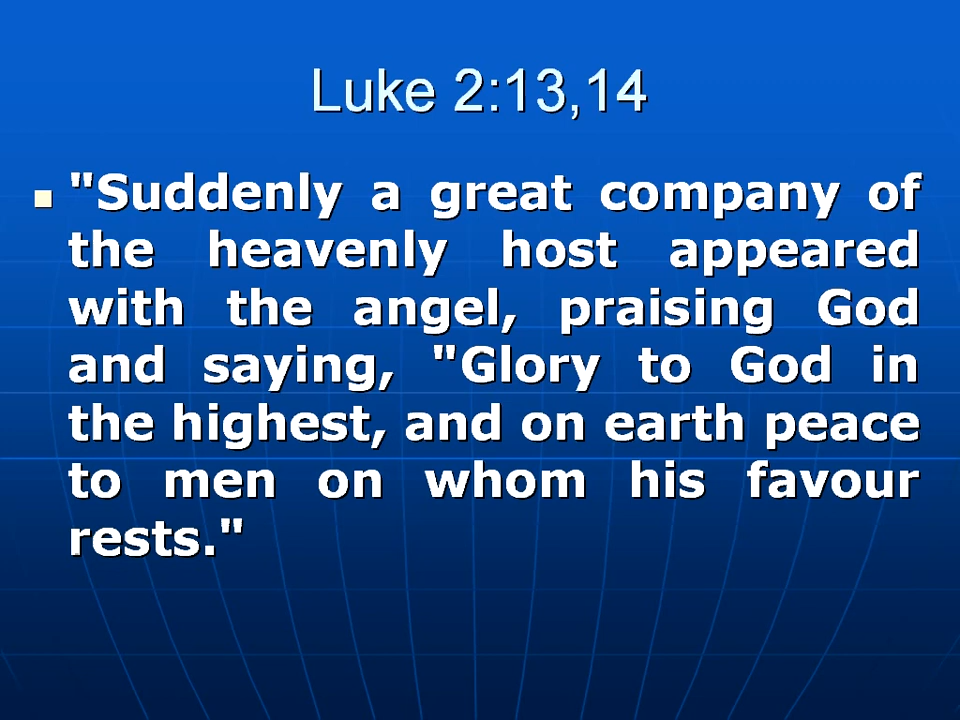 Luke 2:13,14
"Suddenly a great company of
the heavenly host appeared
with the angel, praising God
and saying, "Glory to God in
the highest, and on earth peace
to men on whom his favour
rests."